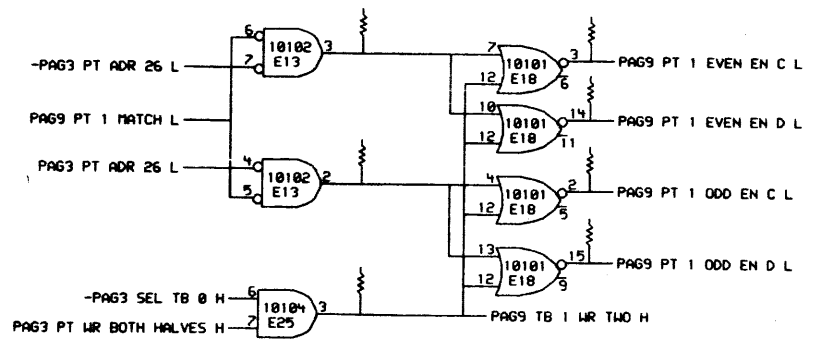 6 10102 E13 3
-PAG3 PT ADR 26 L 7
7 10101 E18 3 PAG9 PT 1 EVEN EN C L
12 6
PAG9 PT 1 MATCH L
10 10101 E18 14 PAG9 PT 1 EVEN EN D L
12 11
PAG3 PT ADR 26 L 4 10102 E13 2
5
4 10101 E18 2 PAG9 PT 1 ODD EN C L
12 5
13 10101 E18 15 PAG9 PT 1 ODD EN D L
12 9
-PAG3 SEL TB 0 H 6 10104 E25 3
PAG3 PT WR BOTH HALVES H 7
PAG9 TB 1 WR TWO H